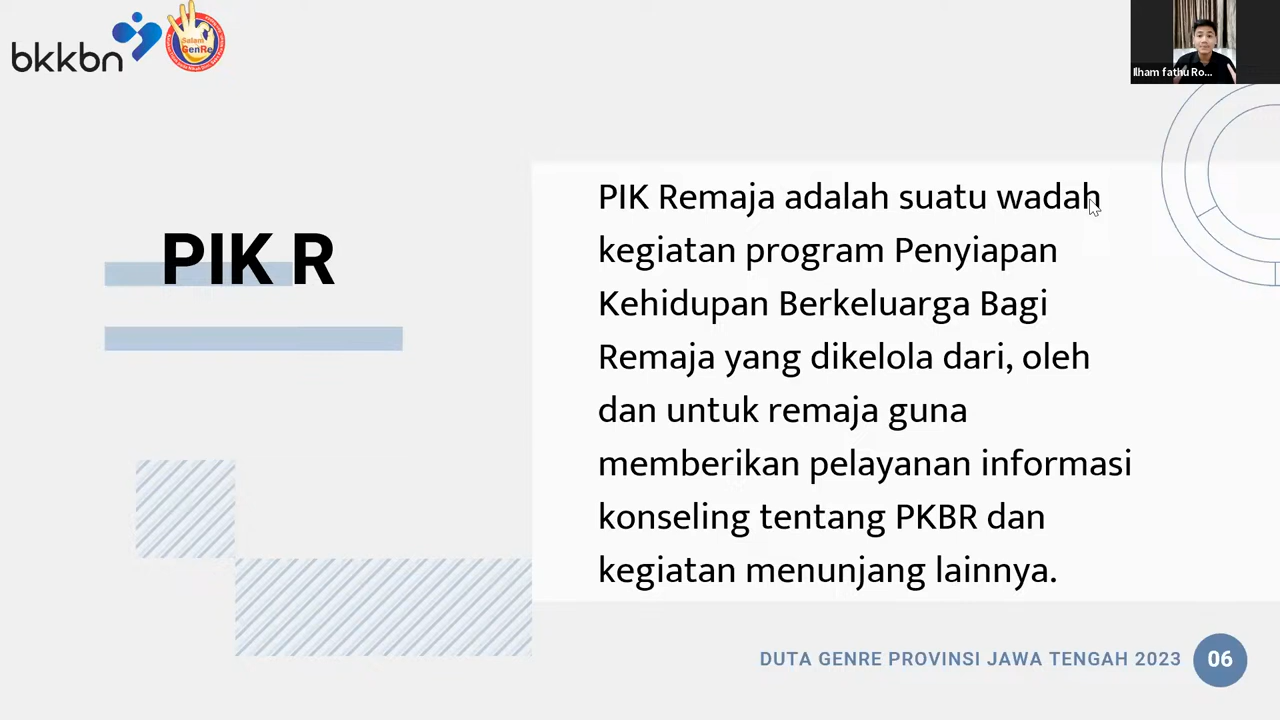 bkkbn
Salam
GenRe
Ilham fathu Ro...
PIK R
PIK Remaja adalah suatu wadah
kegiatan program Penyiapan
Kehidupan Berkeluarga Bagi
Remaja yang dikelola dari, oleh
dan untuk remaja guna
memberikan pelayanan informasi
konseling tentang PKBR dan
kegiatan menunjang lainnya.
DUTA GENRE PROVINSI JAWA TENGAH 2023
06